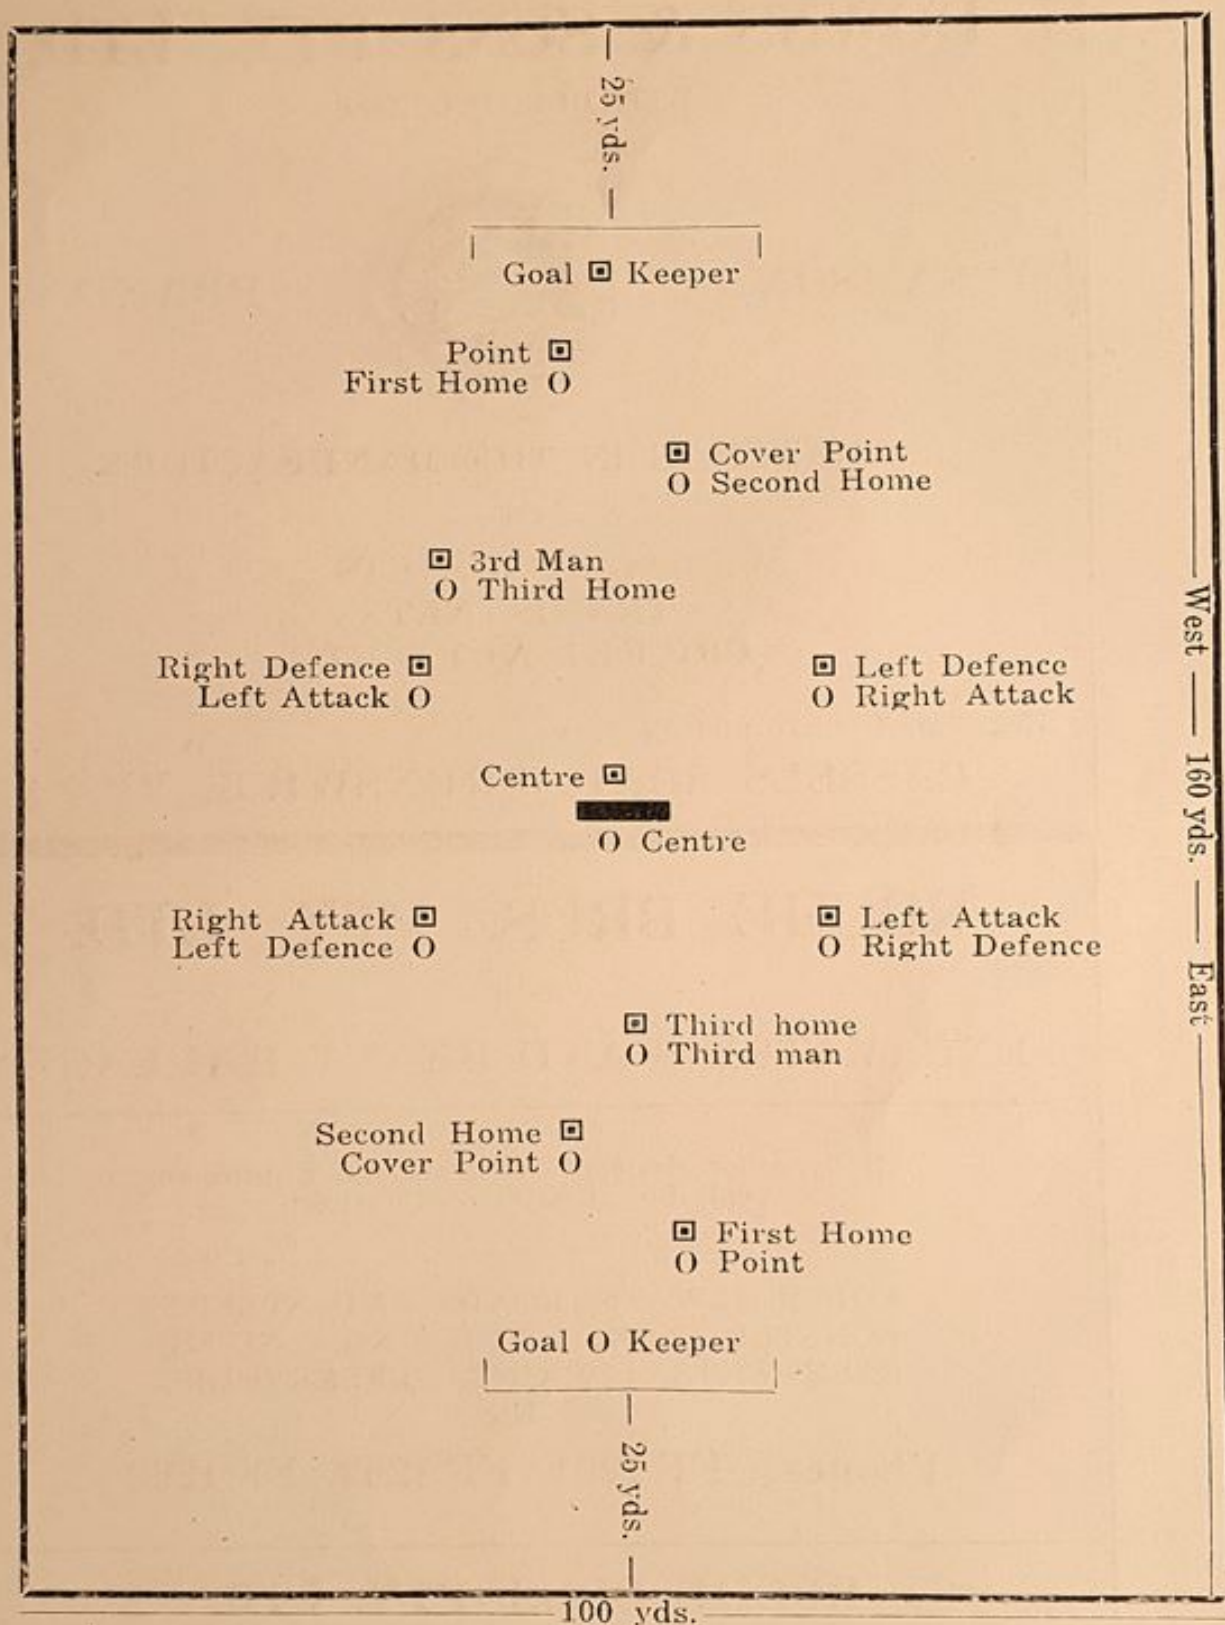 25 yds.
Goal Keeper
Point
First Home O
Cover Point
O Second Home
3rd Man
O Third Home
Right Defence
Left Attack O
Left Defence
O Right Attack
Centre
O Centre
Right Attack
Left Defence O
Left Attack
O Right Defence
Third home
O Third man
Second Home
Cover Point O
First Home
O Point
Goal O Keeper
25 yds.
West — 160 yds. — East
100 yds.